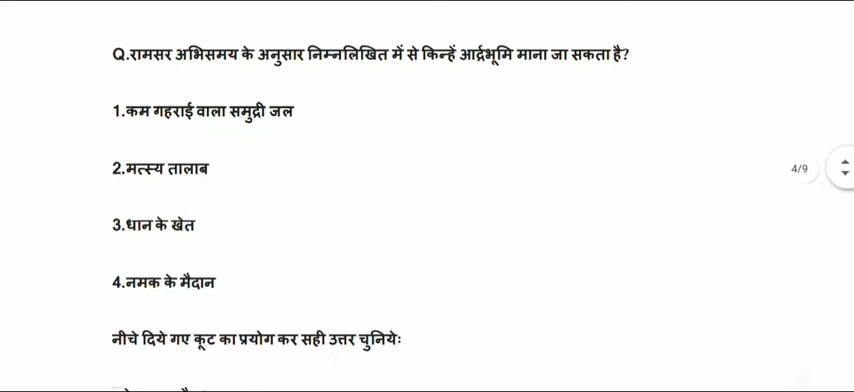 Q.रामसर अभिसमय के अनुसार निम्नलिखित में से किन्हें आर्द्रभूमि माना जा सकता है?
1.कम गहराई वाला समुद्री जल
2.मत्स्य तालाब
4/9
3.धान के खेत
4.नमक के मैदान
नीचे दिये गए कूट का प्रयोग कर सही उत्तर चुनियेः